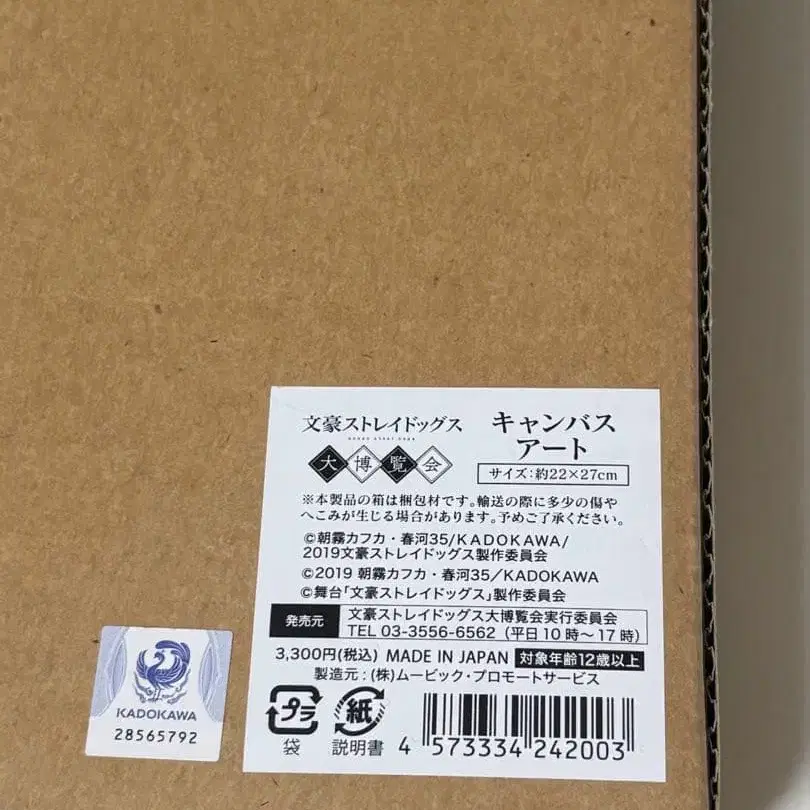 文豪ストレイドッグス
BUNGO STRAY DOGS
大博覧会
キャンバス
アート
サイズ:約22×27cm
※本製品の箱は梱包材です。輸送の際に多少の傷や
へこみが生じる場合があります。予めご了承ください。
©朝霧カフカ・春河35/KADOKAWA/
2019文豪ストレイドッグス製作委員会
©2019 朝霧カフカ・春河35／KADOKAWA
©舞台「文豪ストレイドッグス」製作委員会
発売元
文豪ストレイドッグス大博覧会実行委員会
TEL 03-3556-6562 (平日10時〜17時)
3,300円(税込) MADE IN JAPAN 対象年齢12歳以上
製造元:(株)ムービック・プロモートサービス
プラ
袋
紙
説明書
4 573334 242003
KADOKAWA
28565792